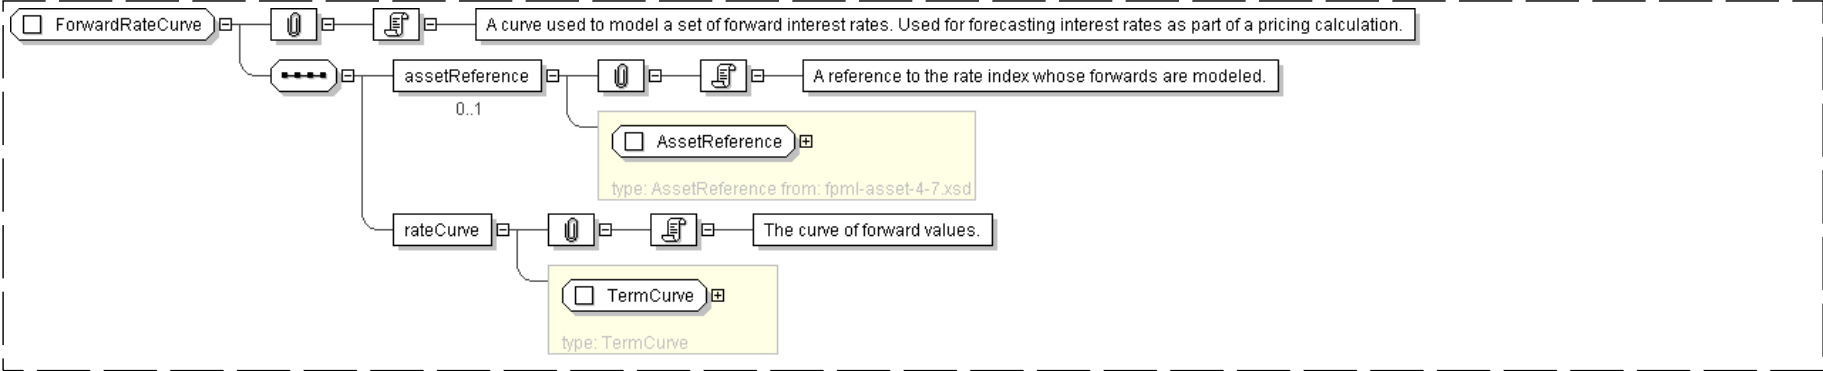 ForwardRateCurve
A curve used to model a set of forward interest rates. Used for forecasting interest rates as part of a pricing calculation.
assetReference
A reference to the rate index whose forwards are modeled.
0..1
AssetReference
type: AssetReference from: fpml-asset-4-7.xsd
rateCurve
The curve of forward values.
TermCurve
type: TermCurve